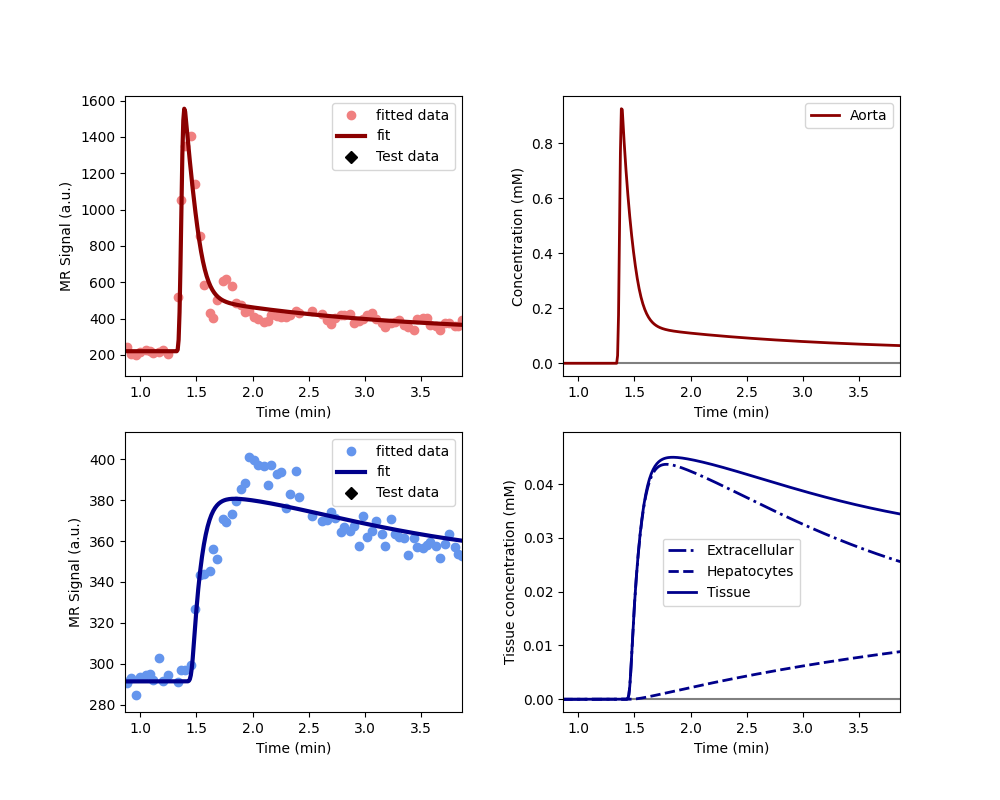 1600
1400
1200
1000
800
600
400
200
MR Signal (a.u.)
1.0 1.5 2.0 2.5 3.0 3.5
Time (min)
fitted data
fit
Test data
0.8
0.6
0.4
0.2
0.0
Concentration (mM)
1.0 1.5 2.0 2.5 3.0 3.5
Time (min)
Aorta
400
380
360
340
320
300
280
MR Signal (a.u.)
1.0 1.5 2.0 2.5 3.0 3.5
Time (min)
fitted data
fit
Test data
0.04
0.03
0.02
0.01
0.00
Tissue concentration (mM)
1.0 1.5 2.0 2.5 3.0 3.5
Time (min)
Extracellular
Hepatocytes
Tissue